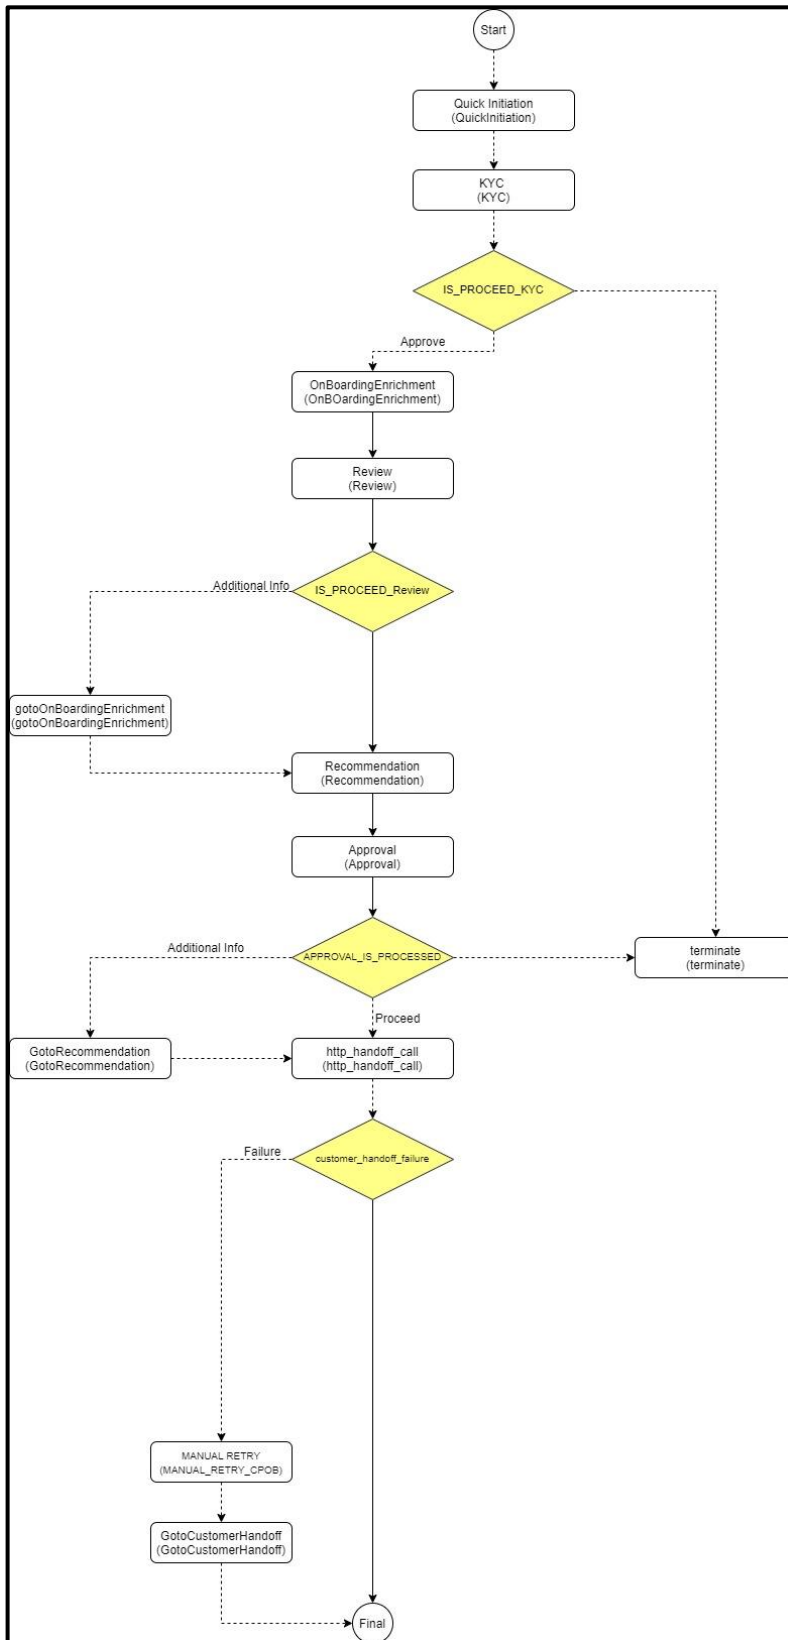 Start
Quick Initiation
(QuickInitiation)
KYC
(KYC)
IS_PROCEED_KYC
Approve
OnBoardingEnrichment
(OnBOardingEnrichment)
Review
(Review)
Additional Info
IS_PROCEED_Review
gotoOnBoardingEnrichment
(gotoOnBoardingEnrichment)
Recommendation
(Recommendation)
Approval
(Approval)
Additional Info
APPROVAL_IS_PROCESSED
terminate
(terminate)
Proceed
GotoRecommendation
(GotoRecommendation)
http_handoff_call
(http_handoff_call)
Failure
customer_handoff_failure
MANUAL RETRY
(MANUAL_RETRY_CPOB)
GotoCustomerHandoff
(GotoCustomerHandoff)
Final